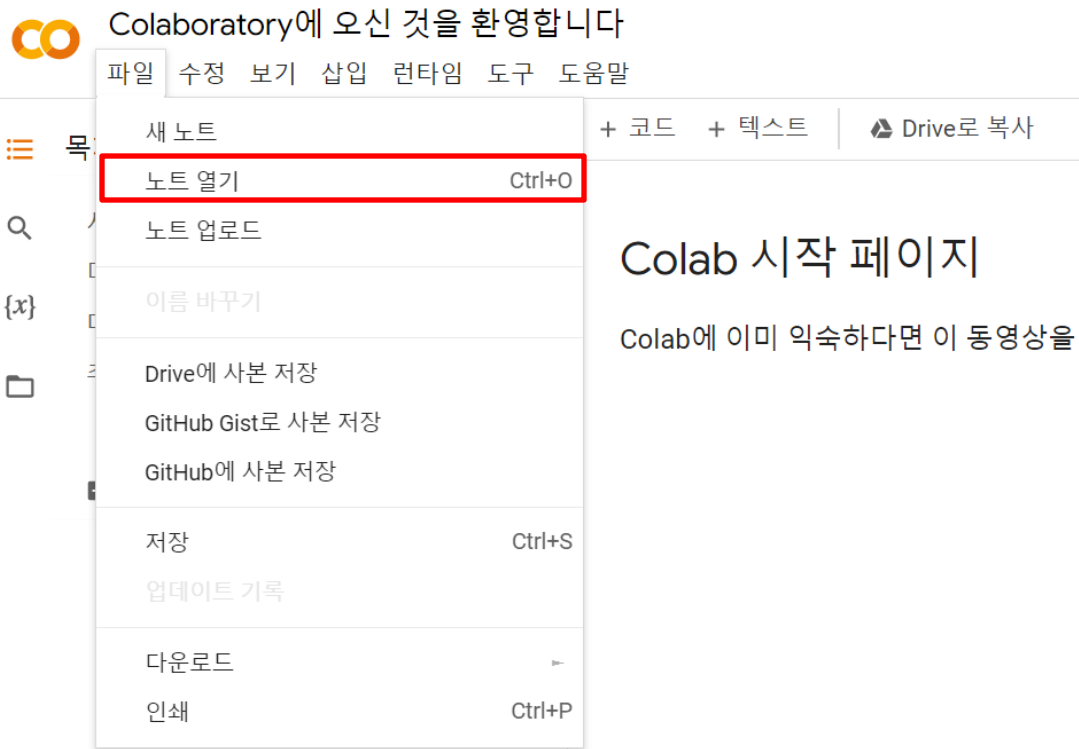 Colaboratory에 오신 것을 환영합니다
파일 수정 보기 삽입 런타임 도구 도움말
+ 코드 + 텍스트 Drive로 복사
새 노트
노트 열기 Ctrl+O
노트 업로드
이름 바꾸기
Drive에 사본 저장
GitHub Gist로 사본 저장
GitHub에 사본 저장
저장 Ctrl+S
업데이트 기록
다운로드
인쇄 Ctrl+P
{x}
Colab 시작 페이지
Colab에 이미 익숙하다면 이 동영상을